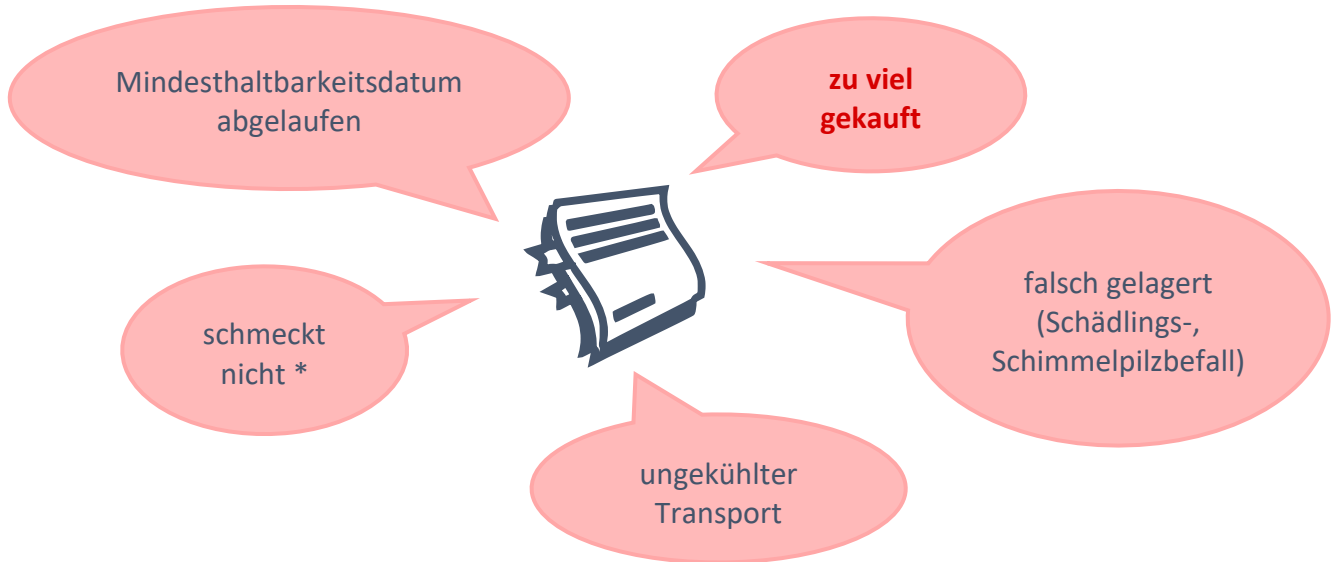 Mindesthaltbarkeitsdatum
abgelaufen
zu viel
gekauft
falsch gelagert
(Schädlings-,
Schimmelpilzbefall)
schmeckt
nicht *
ungekühlter
Transport